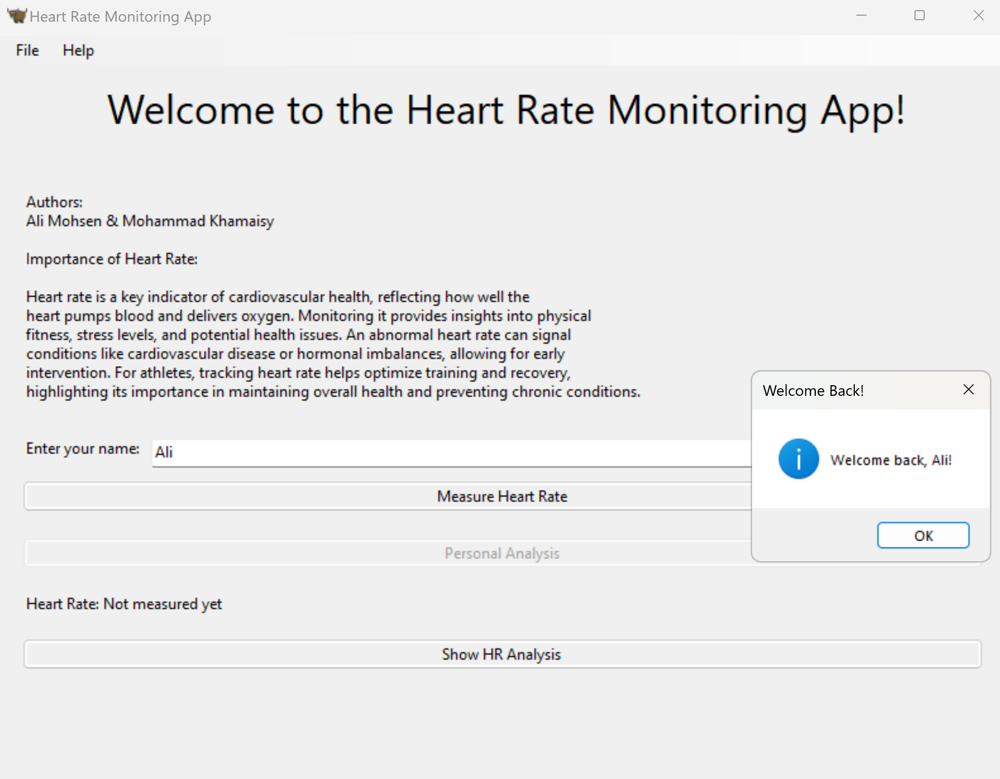 Heart Rate Monitoring App
File Help
Welcome to the Heart Rate Monitoring App!
Authors:
Ali Mohsen & Mohammad Khamaisy
Importance of Heart Rate:
Heart rate is a key indicator of cardiovascular health, reflecting how well the
heart pumps blood and delivers oxygen. Monitoring it provides insights into physical
fitness, stress levels, and potential health issues. An abnormal heart rate can signal
conditions like cardiovascular disease or hormonal imbalances, allowing for early
intervention. For athletes, tracking heart rate helps optimize training and recovery,
highlighting its importance in maintaining overall health and preventing chronic conditions.
Enter your name: Ali
Measure Heart Rate
Personal Analysis
Heart Rate: Not measured yet
Show HR Analysis
Welcome Back!
Welcome back, Ali!
OK